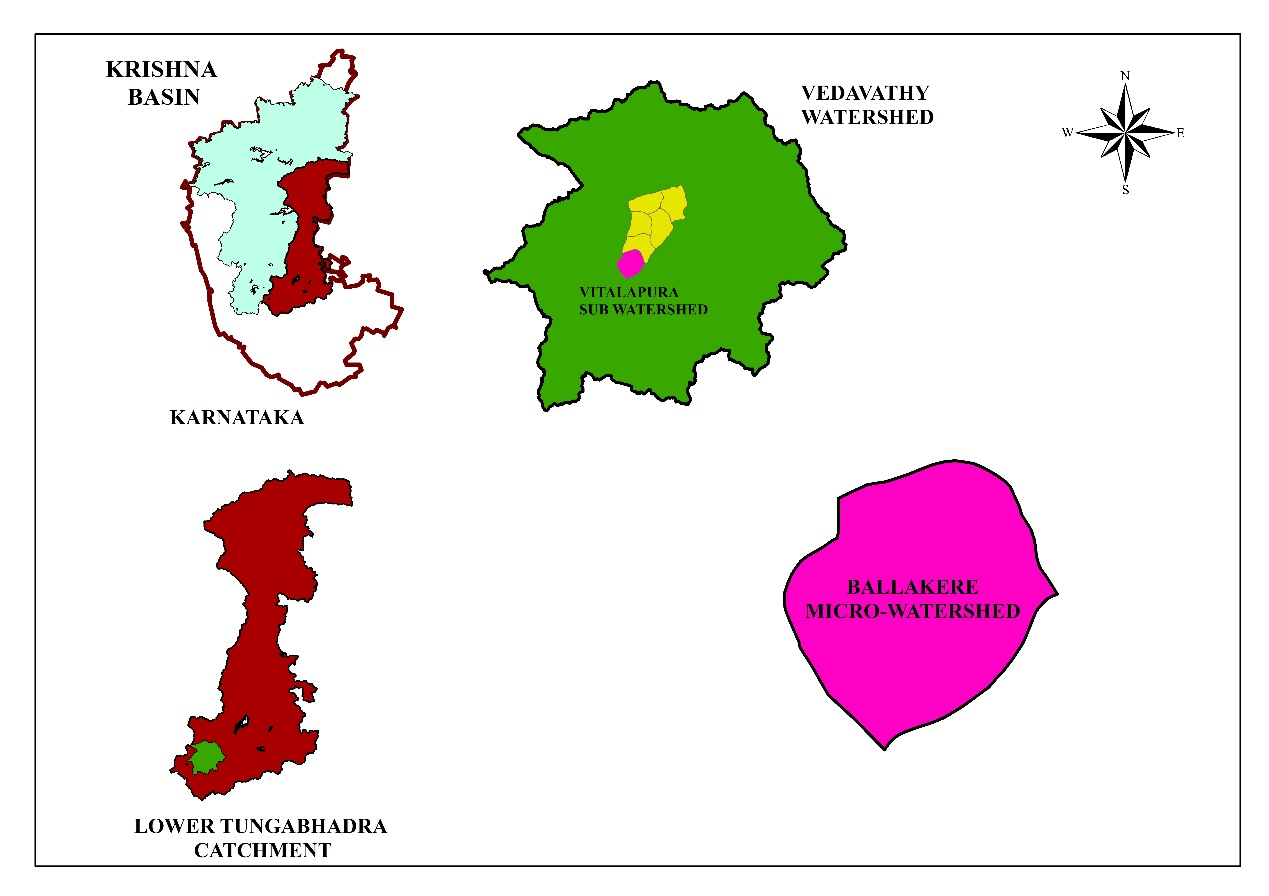 KRISHNA
BASIN
KARNATAKA
VEDAVATHY
WATERSHED
VITALAPURA
SUB WATERSHED
N
W
E
S
LOWER TUNGABHADRA
CATCHMENT
BALLAKERE
MICRO-WATERSHED